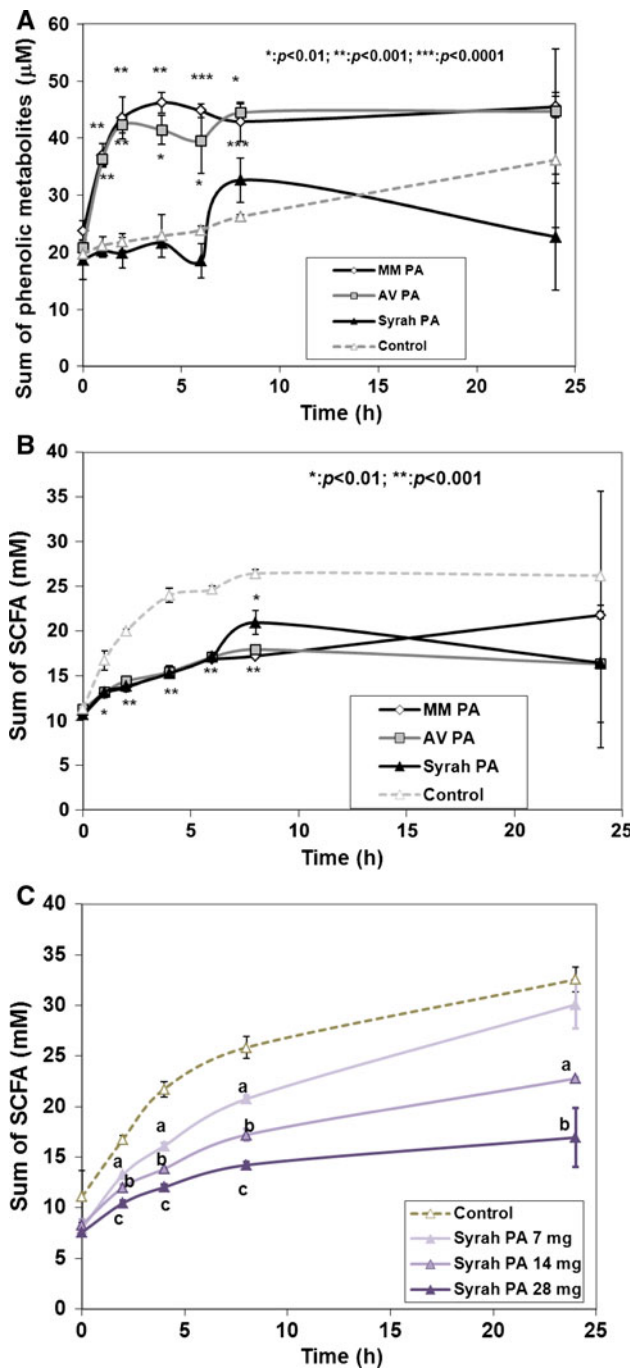 A
Sum of phenolic metabolites (µM)
*:p<0.01; **:p<0.001; ***:p<0.0001
60
50
40
30
20
10
0
** ** *** *
**
** ***
** * *
MM PA
AV PA
Syrah PA
Control
0 5 10 15 20 25
Time (h)
B
Sum of SCFA (mM)
*:p<0.01; **:p<0.001
40
35
30
25
20
15
10
5
0
*
* ** ** ** **
MM PA
AV PA
Syrah PA
Control
0 5 10 15 20 25
Time (h)
C
Sum of SCFA (mM)
40
35
30
25
20
15
10
5
0
a a a a
b b b b
c c c
Control
Syrah PA 7 mg
Syrah PA 14 mg
Syrah PA 28 mg
0 5 10 15 20 25
Time (h)